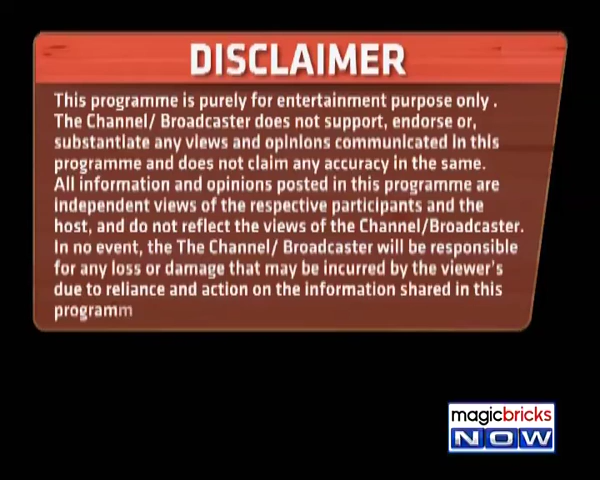 DISCLAIMER
This programme is purely for entertainment purpose only .
The Channel/ Broadcaster does not support, endorse or,
substantiate any views and opinions communicated in this
programme and does not claim any accuracy in the same.
All information and opinions posted in this programme are
independent views of the respective participants and the
host, and do not reflect the views of the Channel/Broadcaster.
In no event, the The Channel/ Broadcaster will be responsible
for any loss or damage that may be incurred by the viewer's
due to reliance and action on the information shared in this
programm
magicbricks
NOW